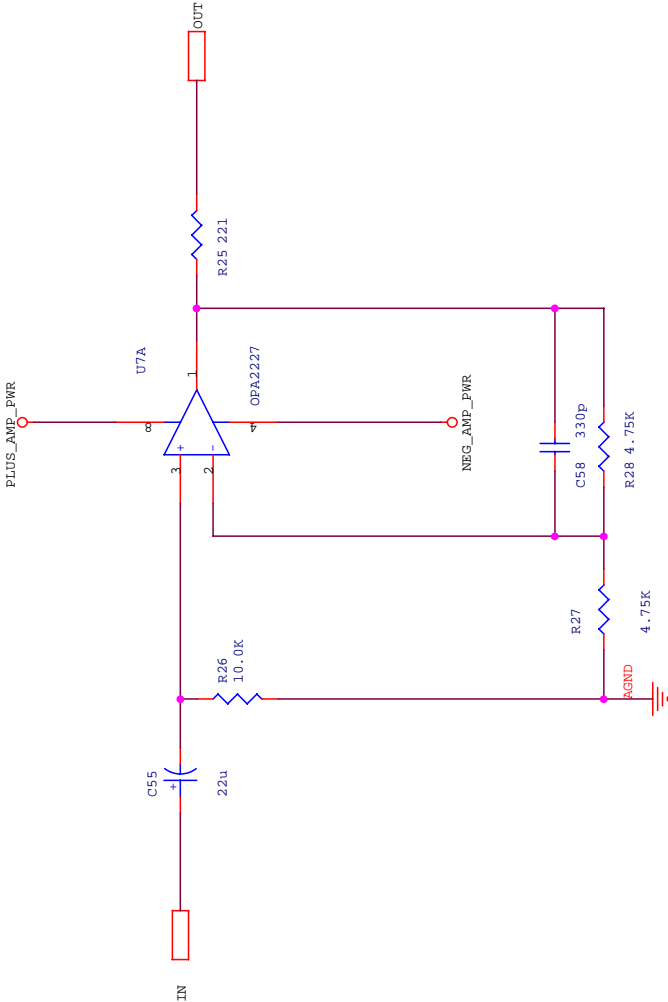 OUT
R25 221
U7A
1
OPA2227
PLUS_AMP_PWR
8
4
NEG_AMP_PWR
+
-
3
2
C58 330p
R28 4.75K
R27
4.75K
R26
10.0K
AGND
C55
+
22u
IN